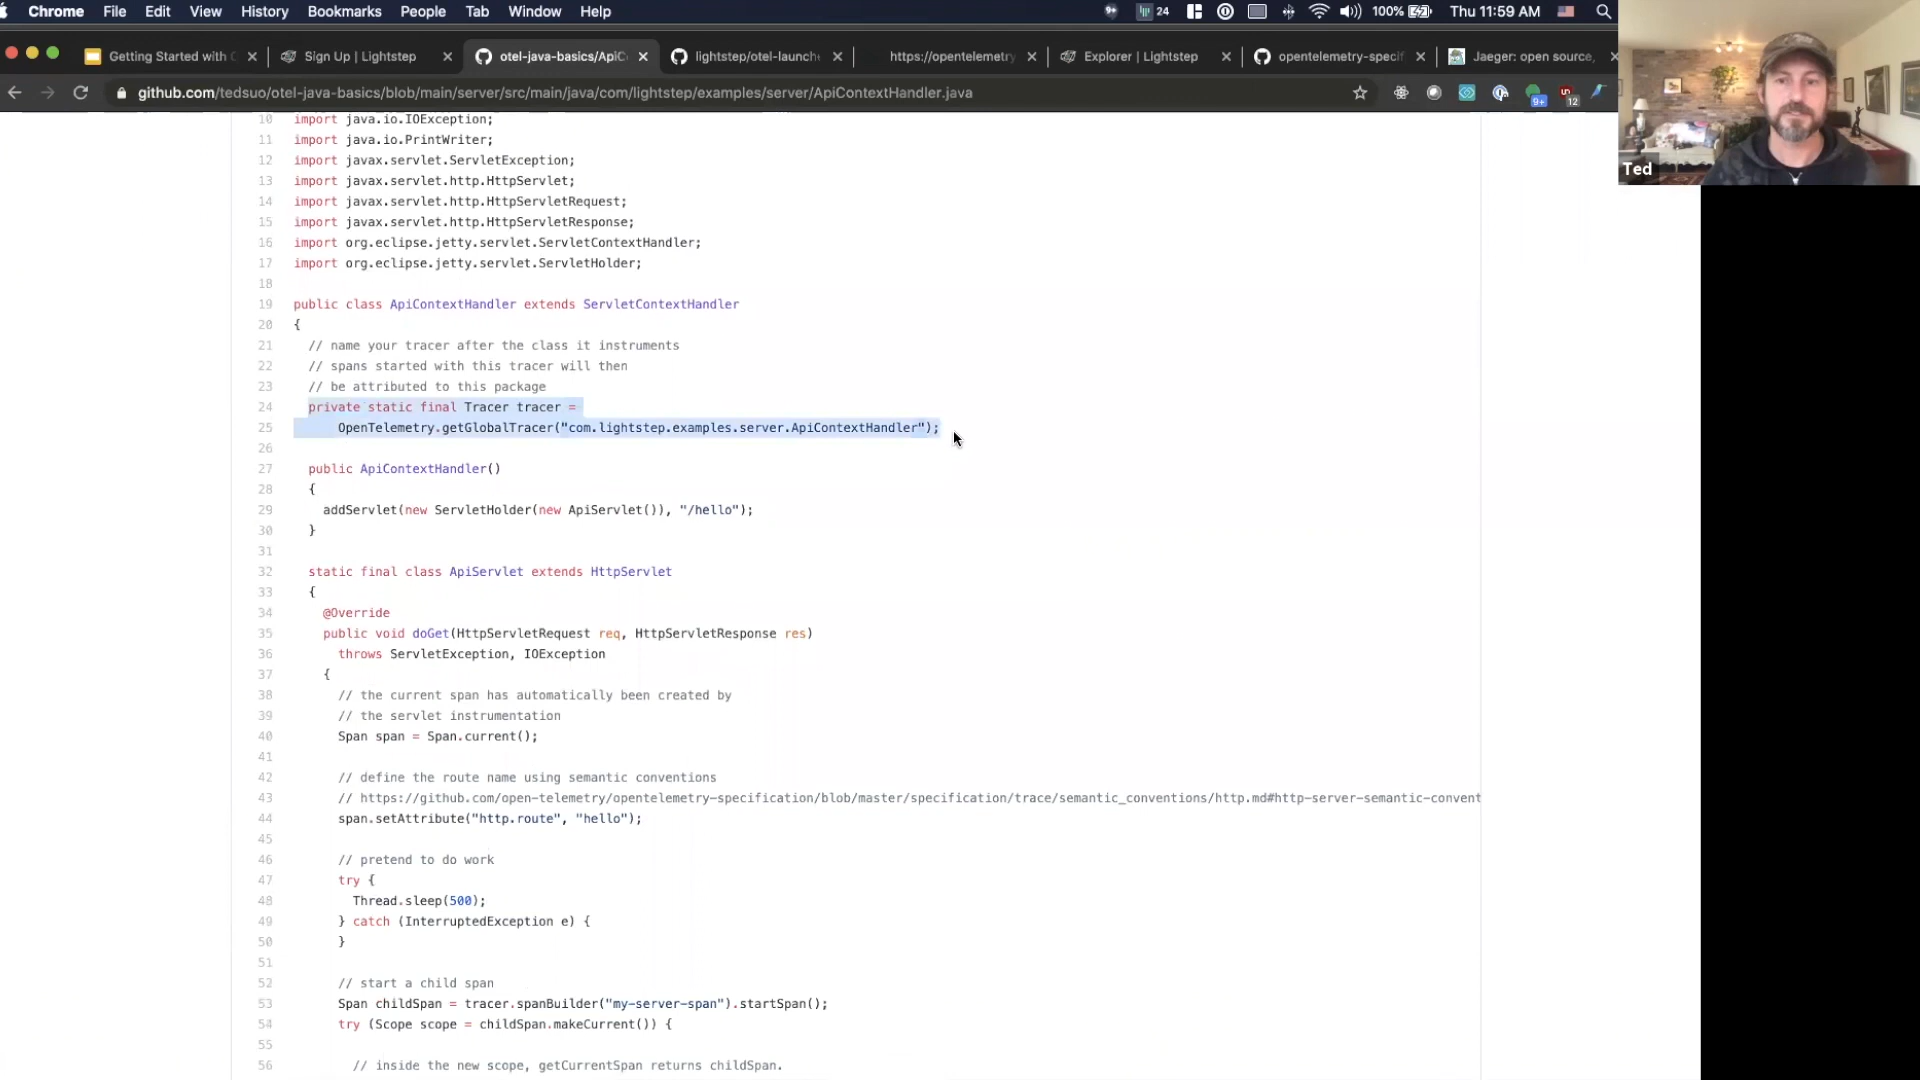 Chrome File Edit View History Bookmarks People Tab Window Help 9+ 24 100% Thu 11:59 AM
Getting Started with Sign Up | Lightstep otel-java-basics/ApiC lightstep/otel-launch https://opentelemetry Explorer | Lightstep opentelemetry-specif Jaeger: open source,
github.com/tedsuo/otel-java-basics/blob/main/server/src/main/java/com/lightstep/examples/server/ApiContextHandler.java 9+ 12
Ted
10 import java.io.IOException;
11 import java.io.PrintWriter;
12 import javax.servlet.ServletException;
13 import javax.servlet.http.HttpServlet;
14 import javax.servlet.http.HttpServletRequest;
15 import javax.servlet.http.HttpServletResponse;
16 import org.eclipse.jetty.servlet.ServletContextHandler;
17 import org.eclipse.jetty.servlet.ServletHolder;
18
19 public class ApiContextHandler extends ServletContextHandler
20 {
21 // name your tracer after the class it instruments
22 // spans started with this tracer will then
23 // be attributed to this package
24 private static final Tracer tracer =
25 OpenTelemetry.getGlobalTracer("com.lightstep.examples.server.ApiContextHandler");
26
27 public ApiContextHandler()
28 {
29 addServlet(new ServletHolder(new ApiServlet()), "/hello");
30 }
31
32 static final class ApiServlet extends HttpServlet
33 {
34 @Override
35 public void doGet(HttpServletRequest req, HttpServletResponse res)
36 throws ServletException, IOException
37 {
38 // the current span has automatically been created by
39 // the servlet instrumentation
40 Span span = Span.current();
41
42 // define the route name using semantic conventions
43 // https://github.com/open-telemetry/opentelemetry-specification/blob/master/specification/trace/semantic_conventions/http.md#http-server-semantic-convent
44 span.setAttribute("http.route", "hello");
45
46 // pretend to do work
47 try {
48 Thread.sleep(500);
49 } catch (InterruptedException e) {
50 }
51
52 // start a child span
53 Span childSpan = tracer.spanBuilder("my-server-span").startSpan();
54 try (Scope scope = childSpan.makeCurrent()) {
55
56 // inside the new scope, getCurrentSpan returns childSpan.